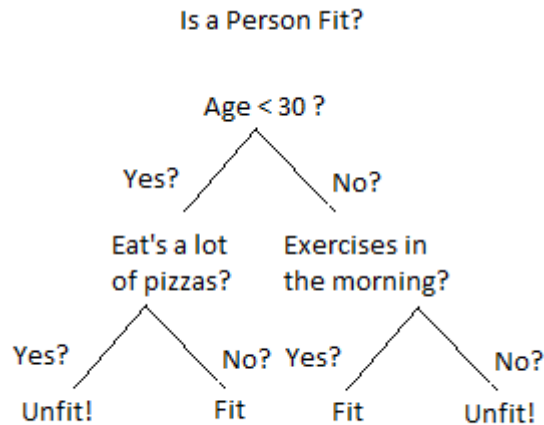 Is a Person Fit?
Age < 30 ?
Yes?
No?
Eat's a lot
of pizzas?
Exercises in
the morning?
Yes?
No?
Yes?
No?
Unfit!
Fit
Fit
Unfit!